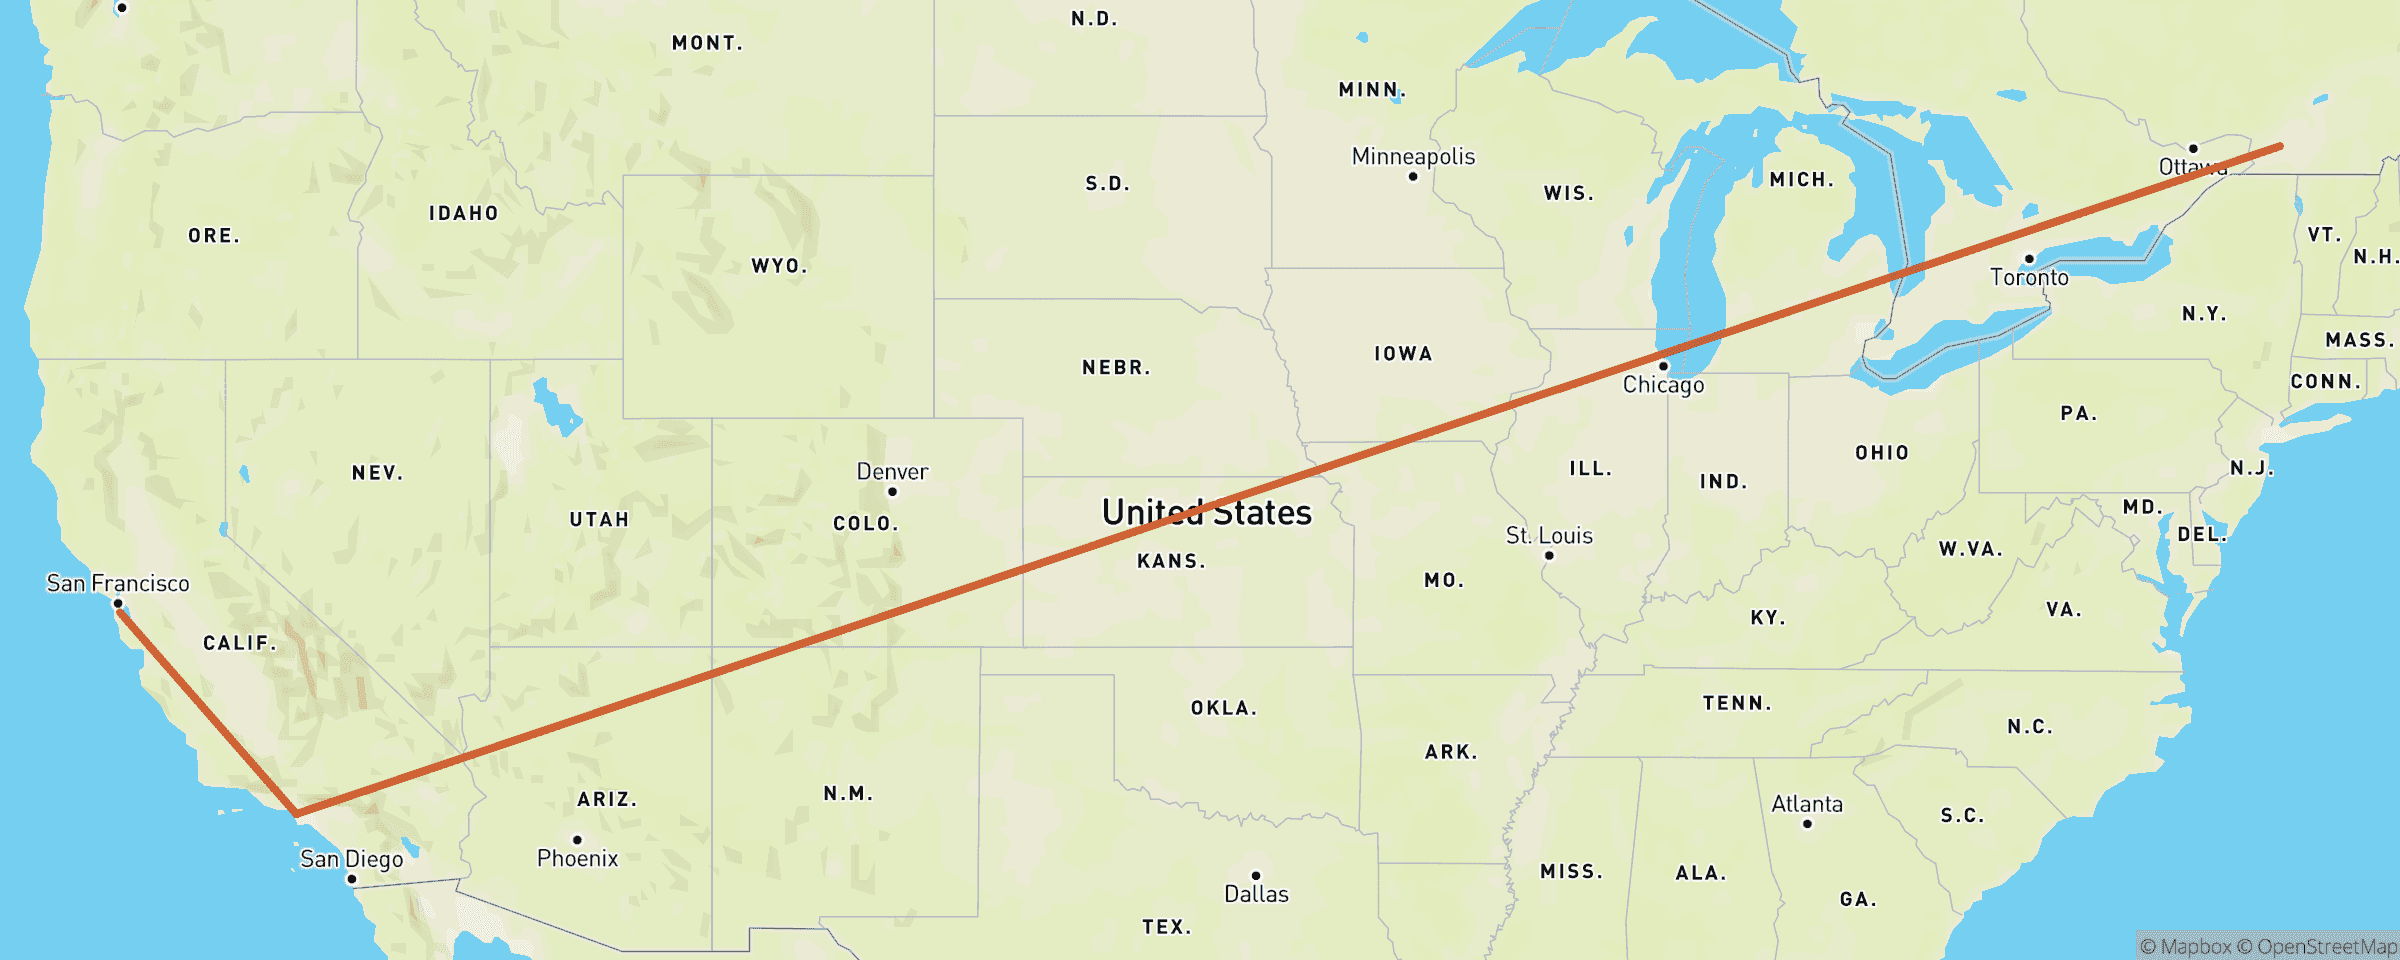 N.D.
MONT.
MINN.
Minneapolis
Ottawa
S.D.
MICH.
WIS.
IDAHO
ORE.
VT.
N.H.
WYO.
Toronto
N.Y.
MASS.
IOWA
NEBR.
Chicago
CONN.
PA.
OHIO
Denver
NEV.
ILL.
N.J.
IND.
MD.
United States
UTAH
COLO.
St. Louis
DEL.
W.VA.
KANS.
San Francisco
MO.
VA.
KY.
CALIF.
TENN.
OKLA.
N.C.
ARK.
N.M.
ARIZ.
Atlanta
S.C.
San Diego
Phoenix
MISS.
ALA.
Dallas
GA.
TEX.
© Mapbox © OpenStreetMap